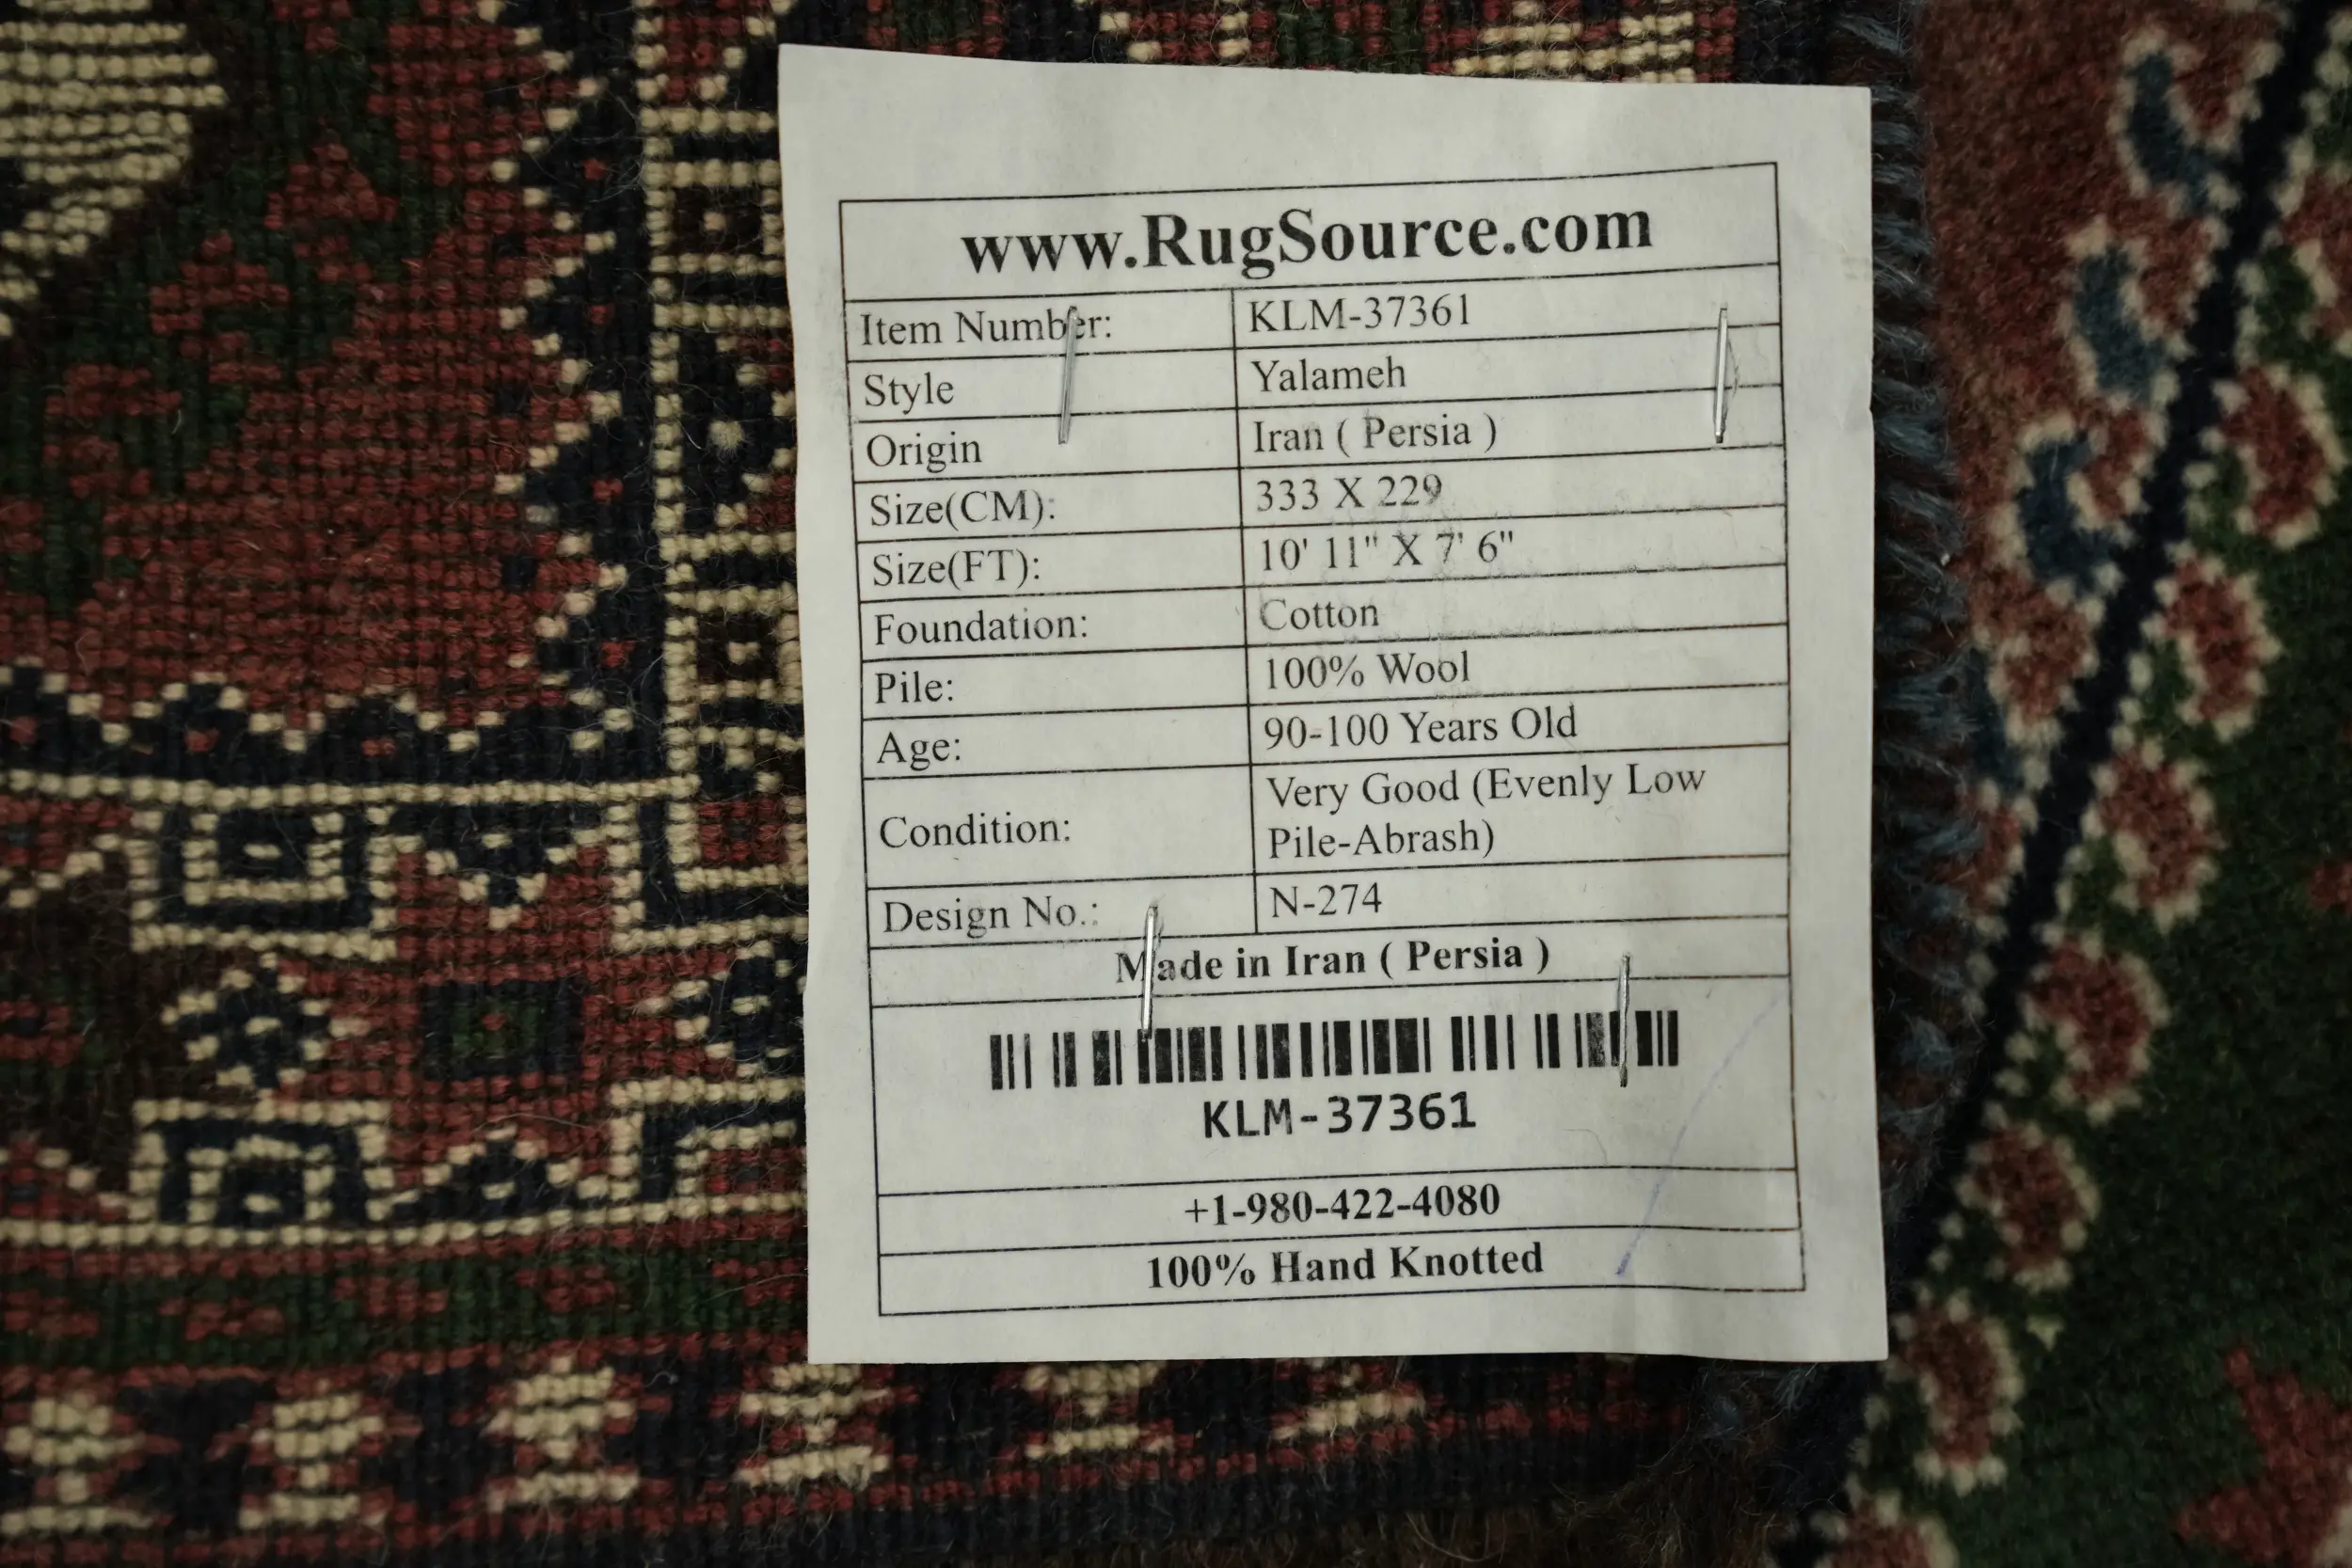 www.RugSource.com
Item Number: KLM-37361
Style Yalameh
Origin Iran ( Persia )
Size(CM): 333 X 229
Size(FT): 10' 11" X 7' 6"
Foundation: Cotton
Pile: 100% Wool
Age: 90-100 Years Old
Condition: Very Good (Evenly Low
Pile-Abrash)
Design No.: N-274
Made in Iran ( Persia )
KLM-37361
+1-980-422-4080
100% Hand Knotted